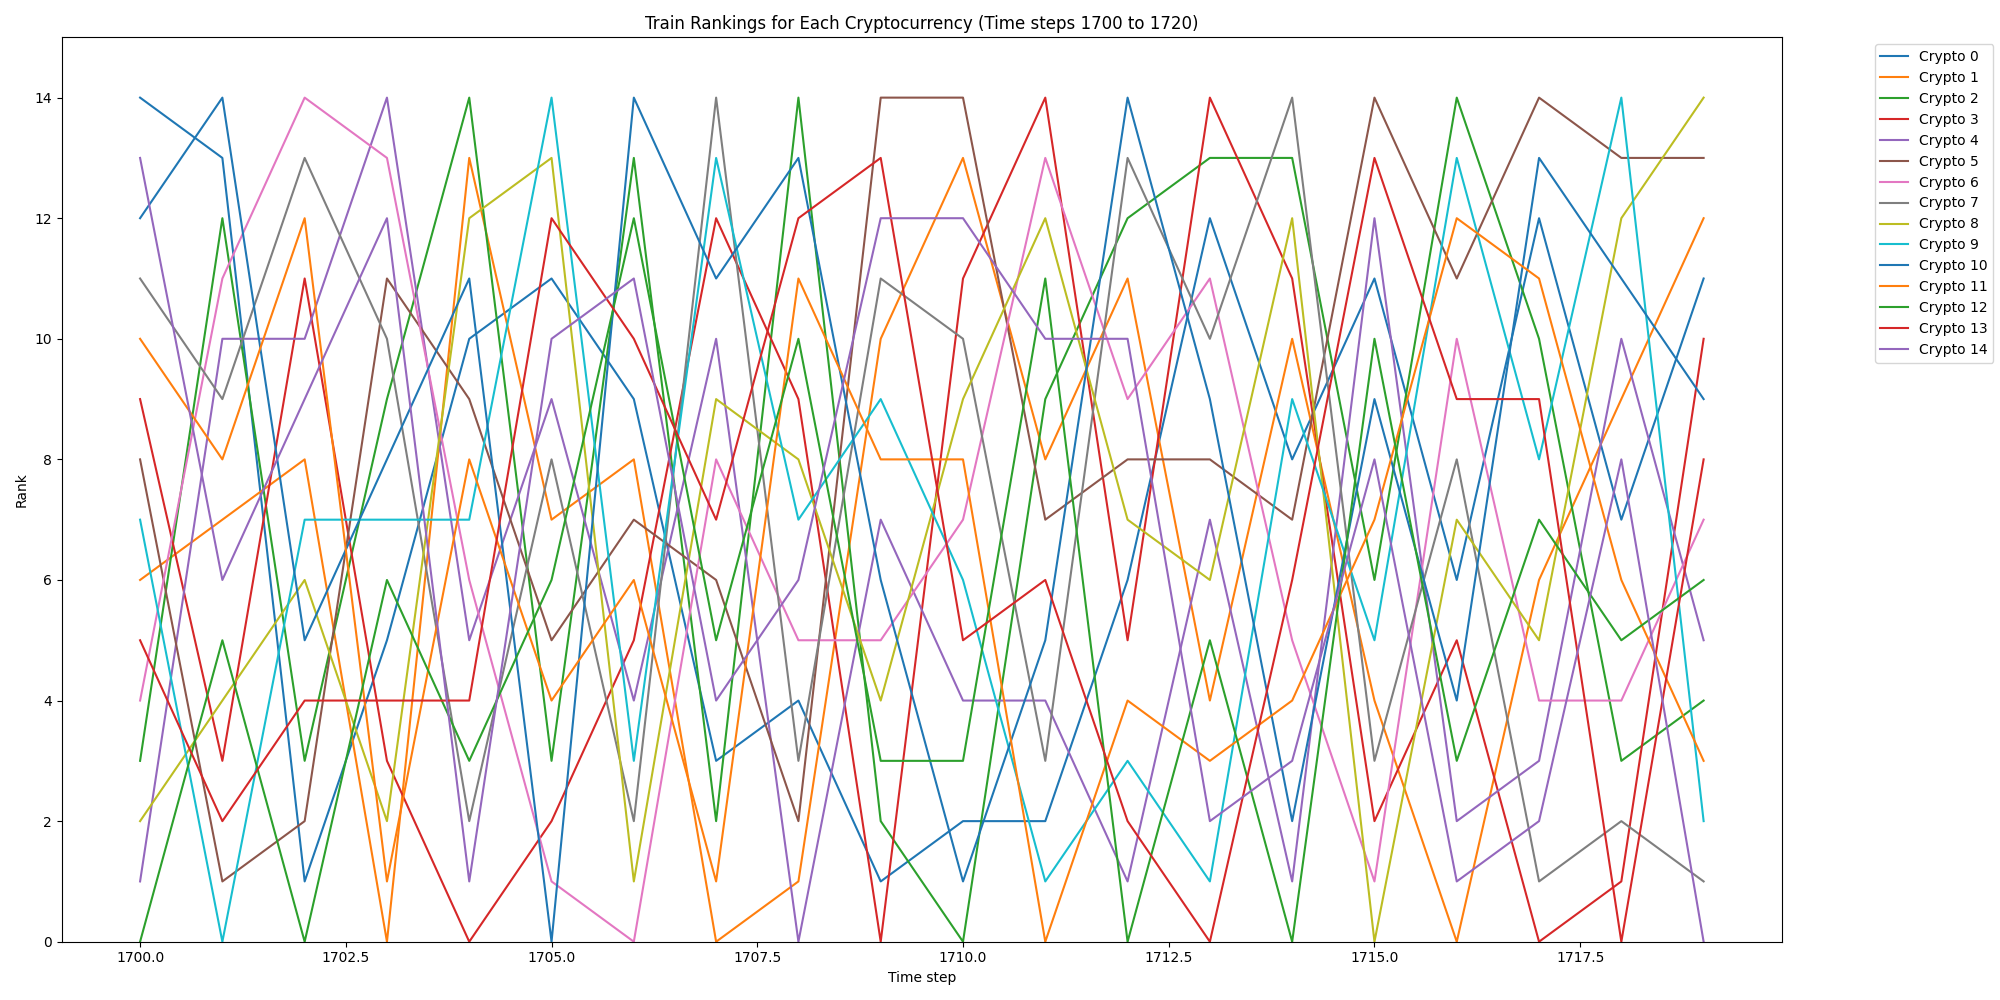 Train Rankings for Each Cryptocurrency (Time steps 1700 to 1720)
Rank
14
12
10
8
6
4
2
0
1700.0 1702.5 1705.0 1707.5 1710.0 1712.5 1715.0 1717.5
Time step
Crypto 0
Crypto 1
Crypto 2
Crypto 3
Crypto 4
Crypto 5
Crypto 6
Crypto 7
Crypto 8
Crypto 9
Crypto 10
Crypto 11
Crypto 12
Crypto 13
Crypto 14